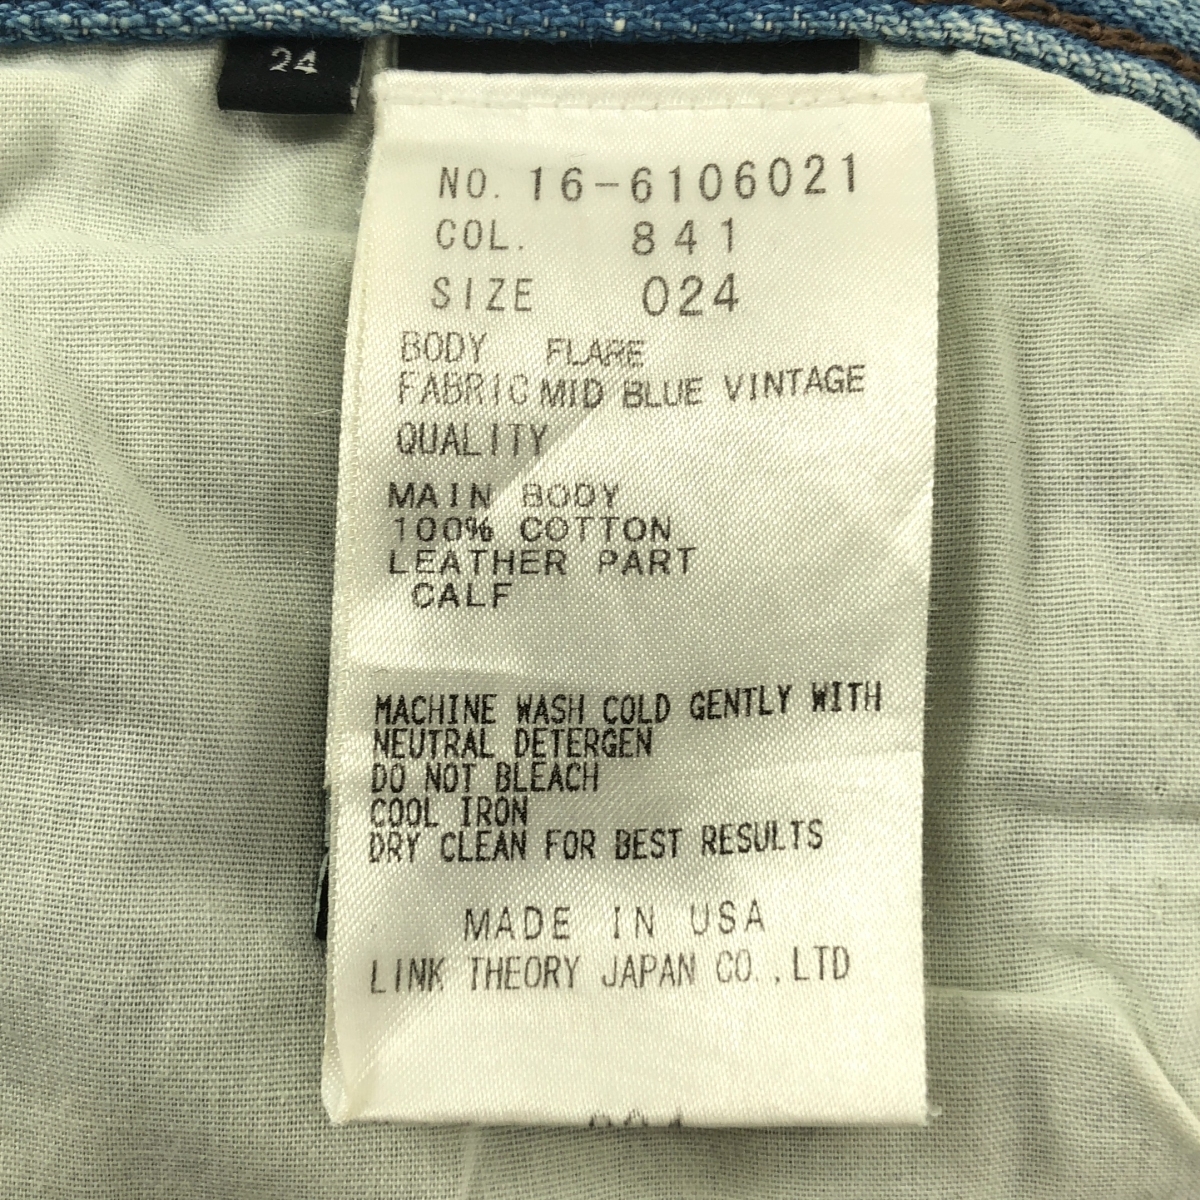 24
NO. 16-6106021
COL. 841
SIZE 024
BODY FLARE
FABRIC MID BLUE VINTAGE
QUALITY
MAIN BODY
100% COTTON
LEATHER PART
CALF
MACHINE WASH COLD GENTLY WITH
NEUTRAL DETERGEN
DO NOT BLEACH
COOL IRON
DRY CLEAN FOR BEST RESULTS
MADE IN USA
LINK THEORY JAPAN CO.,LTD